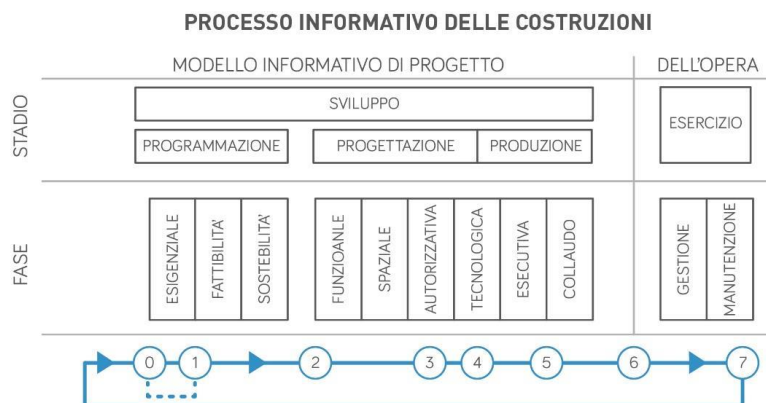 PROCESSO INFORMATIVO DELLE COSTRUZIONI
MODELLO INFORMATIVO DI PROGETTO
DELL'OPERA
STADIO
SVILUPPO
ESERCIZIO
PROGRAMMAZIONE
PROGETTAZIONE
PRODUZIONE
FASE
ESIGENZIALE
FATTIBILITA'
SOSTEBILITA'
FUNZIOANLE
SPAZIALE
AUTORIZZATIVA
TECNOLOGICA
ESECUTIVA
COLLAUDO
GESTIONE
MANUTENZIONE
0 1 2 3 4 5 6 7